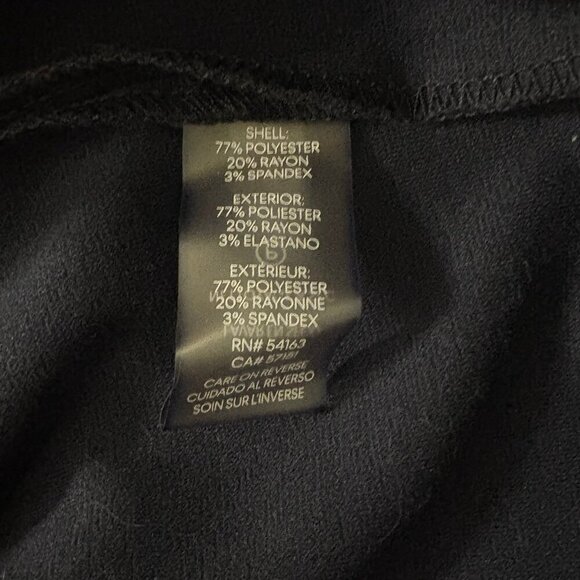 SHELL:
77% POLYESTER
20% RAYON
3% SPANDEX
EXTERIOR:
77% POLIESTER
20% RAYON
3% ELASTANO
EXTÉRIEUR:
77% POLYESTER
20% RAYONNE
3% SPANDEX
RN# 54163
CA# 57151
CARE ON REVERSE
CUIDADO AL REVERSO
SOIN SUR L'INVERSE